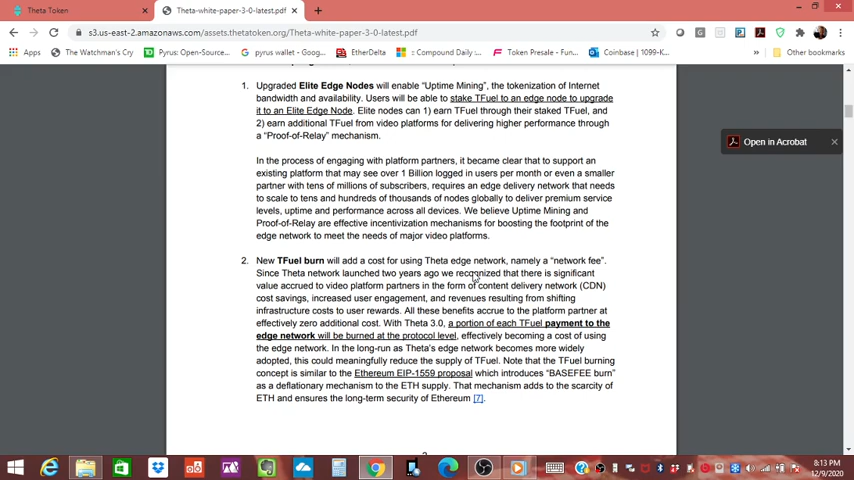 Theta Token
Theta-white-paper-3-0-latest.pdf
s3.us-east-2.amazonaws.com/assets.thetatoken.org/Theta-white-paper-3-0-latest.pdf
Apps
The Watchman's Cry
Pyrus: Open-Source...
pyrus wallet - Goog...
EtherDelta
:: Compound Daily :...
Token Presale - Fun...
Coinbase | 1099-K...
»
Other bookmarks
1. Upgraded Elite Edge Nodes will enable “Uptime Mining”, the tokenization of Internet
bandwidth and availability. Users will be able to stake TFuel to an edge node to upgrade
it to an Elite Edge Node. Elite nodes can 1) earn TFuel through their staked TFuel, and
2) earn additional TFuel from video platforms for delivering higher performance through
a “Proof-of-Relay” mechanism.
Open in Acrobat
In the process of engaging with platform partners, it became clear that to support an
existing platform that may see over 1 Billion logged in users per month or even a smaller
partner with tens of millions of subscribers, requires an edge delivery network that needs
to scale to tens and hundreds of thousands of nodes globally to deliver premium service
levels, uptime and performance across all devices. We believe Uptime Mining and
Proof-of-Relay are effective incentivization mechanisms for boosting the footprint of the
edge network to meet the needs of major video platforms.
2. New TFuel burn will add a cost for using Theta edge network, namely a “network fee”.
Since Theta network launched two years ago we recognized that there is significant
value accrued to video platform partners in the form of content delivery network (CDN)
cost savings, increased user engagement, and revenues resulting from shifting
infrastructure costs to user rewards. All these benefits accrue to the platform partner at
effectively zero additional cost. With Theta 3.0, a portion of each TFuel payment to the
edge network will be burned at the protocol level, effectively becoming a cost of using
the edge network. In the long-run as Theta's edge network becomes more widely
adopted, this could meaningfully reduce the supply of TFuel. Note that the TFuel burning
concept is similar to the Ethereum EIP-1559 proposal which introduces “BASEFEE burn”
as a deflationary mechanism to the ETH supply. That mechanism adds to the scarcity of
ETH and ensures the long-term security of Ethereum [7].
8:13 PM
12/9/2020